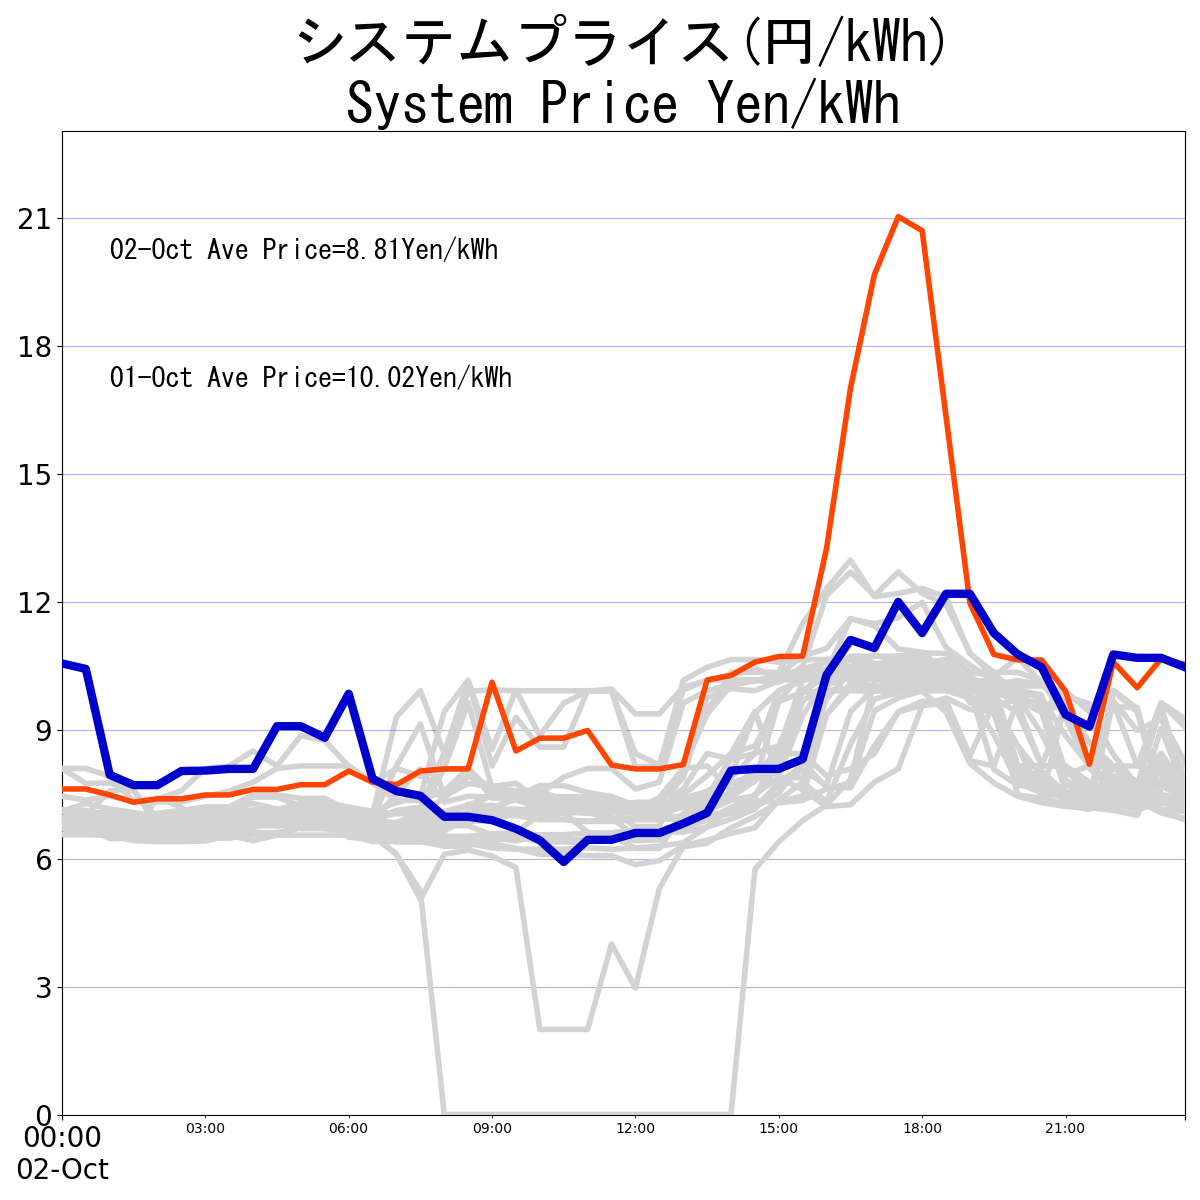 システムプライス(円/kWh)
System Price Yen/kWh
21
02-Oct Ave Price=8.81Yen/kWh
18
01-Oct Ave Price=10.02Yen/kWh
15
12
9
6
3
0
00:00 03:00 06:00 09:00 12:00 15:00 18:00 21:00
02-Oct